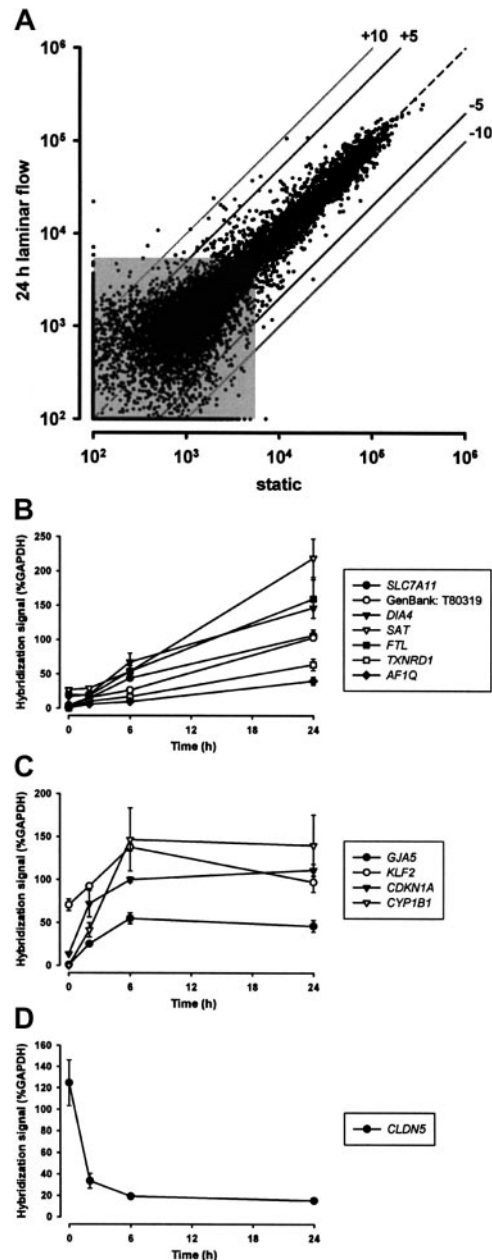 A
10⁶
10⁵
10⁴
10³
10²
24 h laminar flow
+10
+5
-5
-10
10² 10³ 10⁴ 10⁵ 10⁶
static
B
Hybridization signal (%GAPDH)
250
200
150
100
50
0
0 6 12 18 24
Time (h)
SLC7A11
GenBank: T80319
DIA4
SAT
FTL
TXNRD1
AF1Q
C
Hybridization signal (%GAPDH)
200
150
100
50
0
0 6 12 18 24
Time (h)
GJA5
KLF2
CDKN1A
CYP1B1
D
Hybridization signal (%GAPDH)
160
140
120
100
80
60
40
20
0
0 6 12 18 24
Time (h)
CLDN5